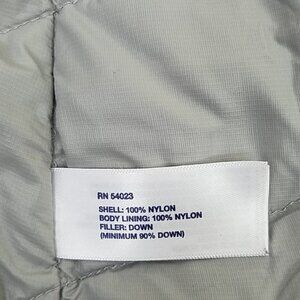 RN 54023
SHELL: 100% NYLON
BODY LINING: 100% NYLON
FILLER: DOWN
(MINIMUM 90% DOWN)